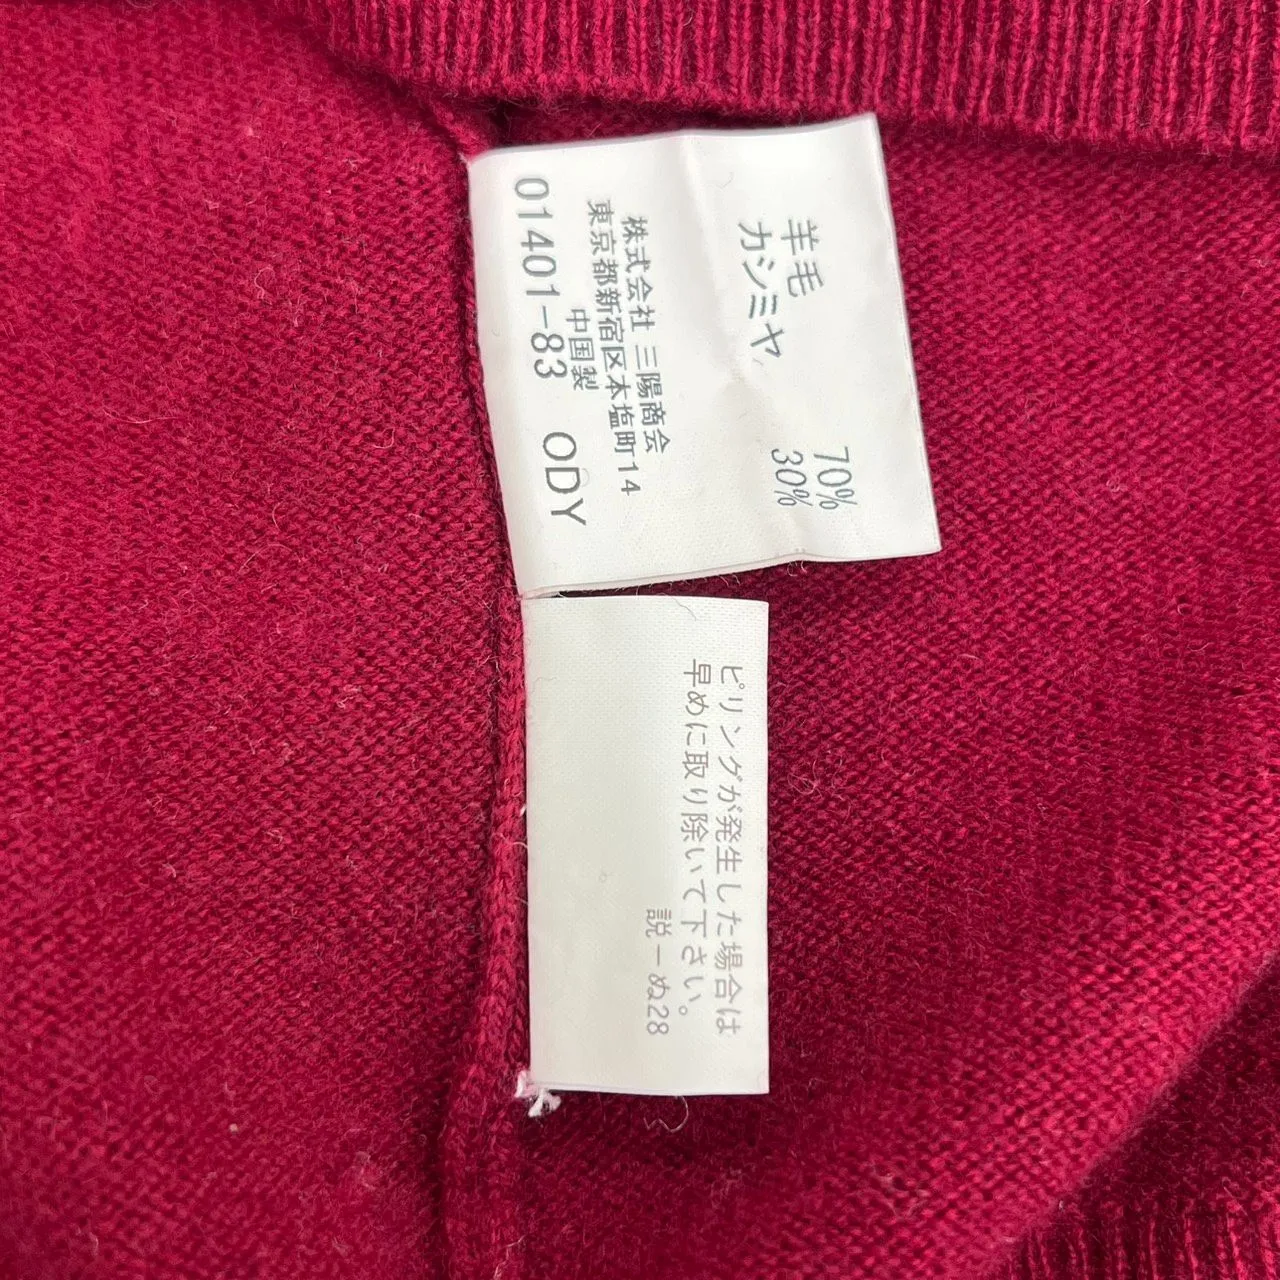 羊毛 70%
カシミヤ 30%
株式会社 三陽商会
東京都新宿区本塩町14
中国製
01401-83 ODY
ピリングが発生した場合は
早めに取り除いて下さい。
説－ぬ28